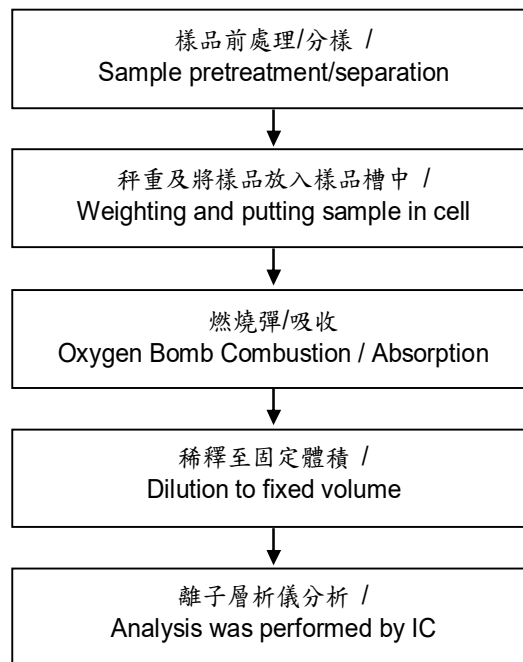 樣品前處理/分樣 /
Sample pretreatment/separation
秤重及將樣品放入樣品槽中 /
Weighting and putting sample in cell
燃燒彈/吸收
Oxygen Bomb Combustion / Absorption
稀釋至固定體積 /
Dilution to fixed volume
離子層析儀分析 /
Analysis was performed by IC